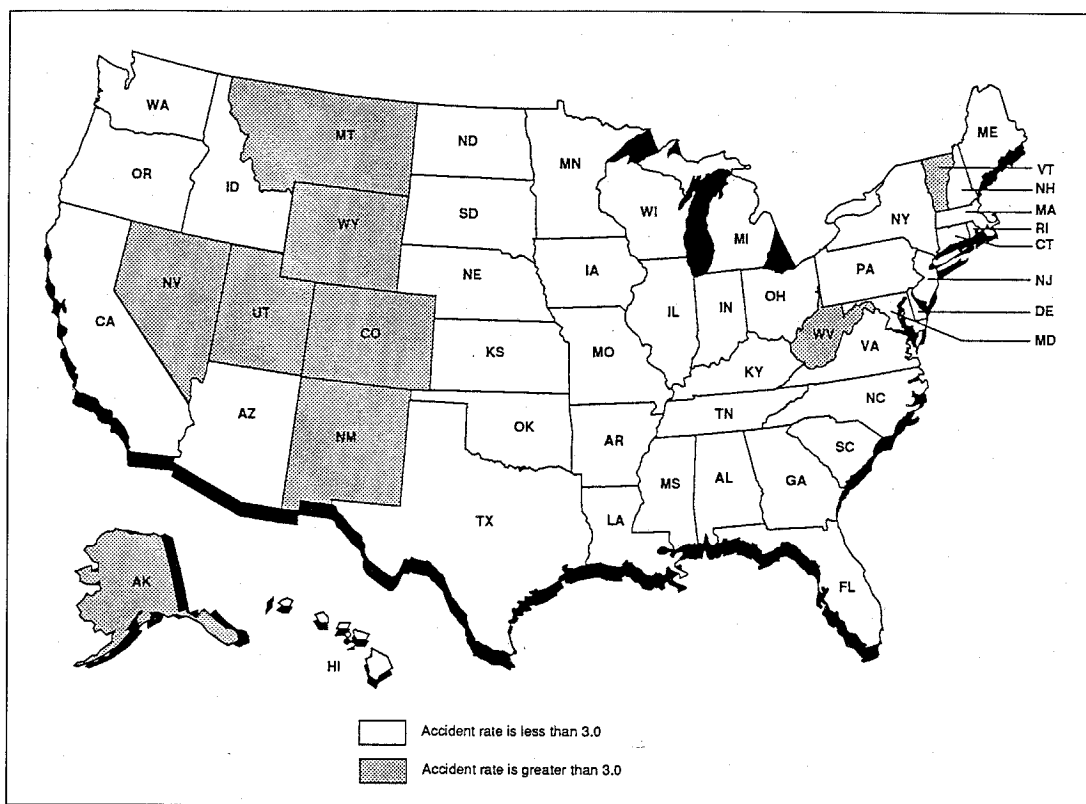 WA
MT
ND
MN
ME
OR
ID
VT
NH
WY
SD
WI
MI
NY
MA
RI
CT
NV
UT
NE
IA
PA
NJ
CA
CO
IL
IN
OH
DE
KS
MO
WV
VA
MD
KY
AZ
NM
OK
AR
TN
NC
SC
MS
AL
GA
TX
LA
AK
FL
HI
Accident rate is less than 3.0
Accident rate is greater than 3.0